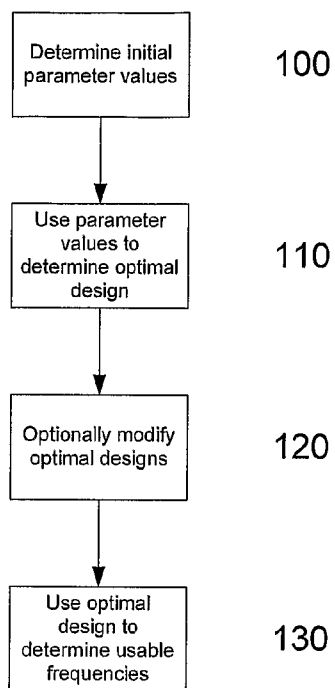 Determine initial
parameter values
100
Use parameter
values to
determine optimal
design
110
Optionally modify
optimal designs
120
Use optimal
design to
determine usable
frequencies
130